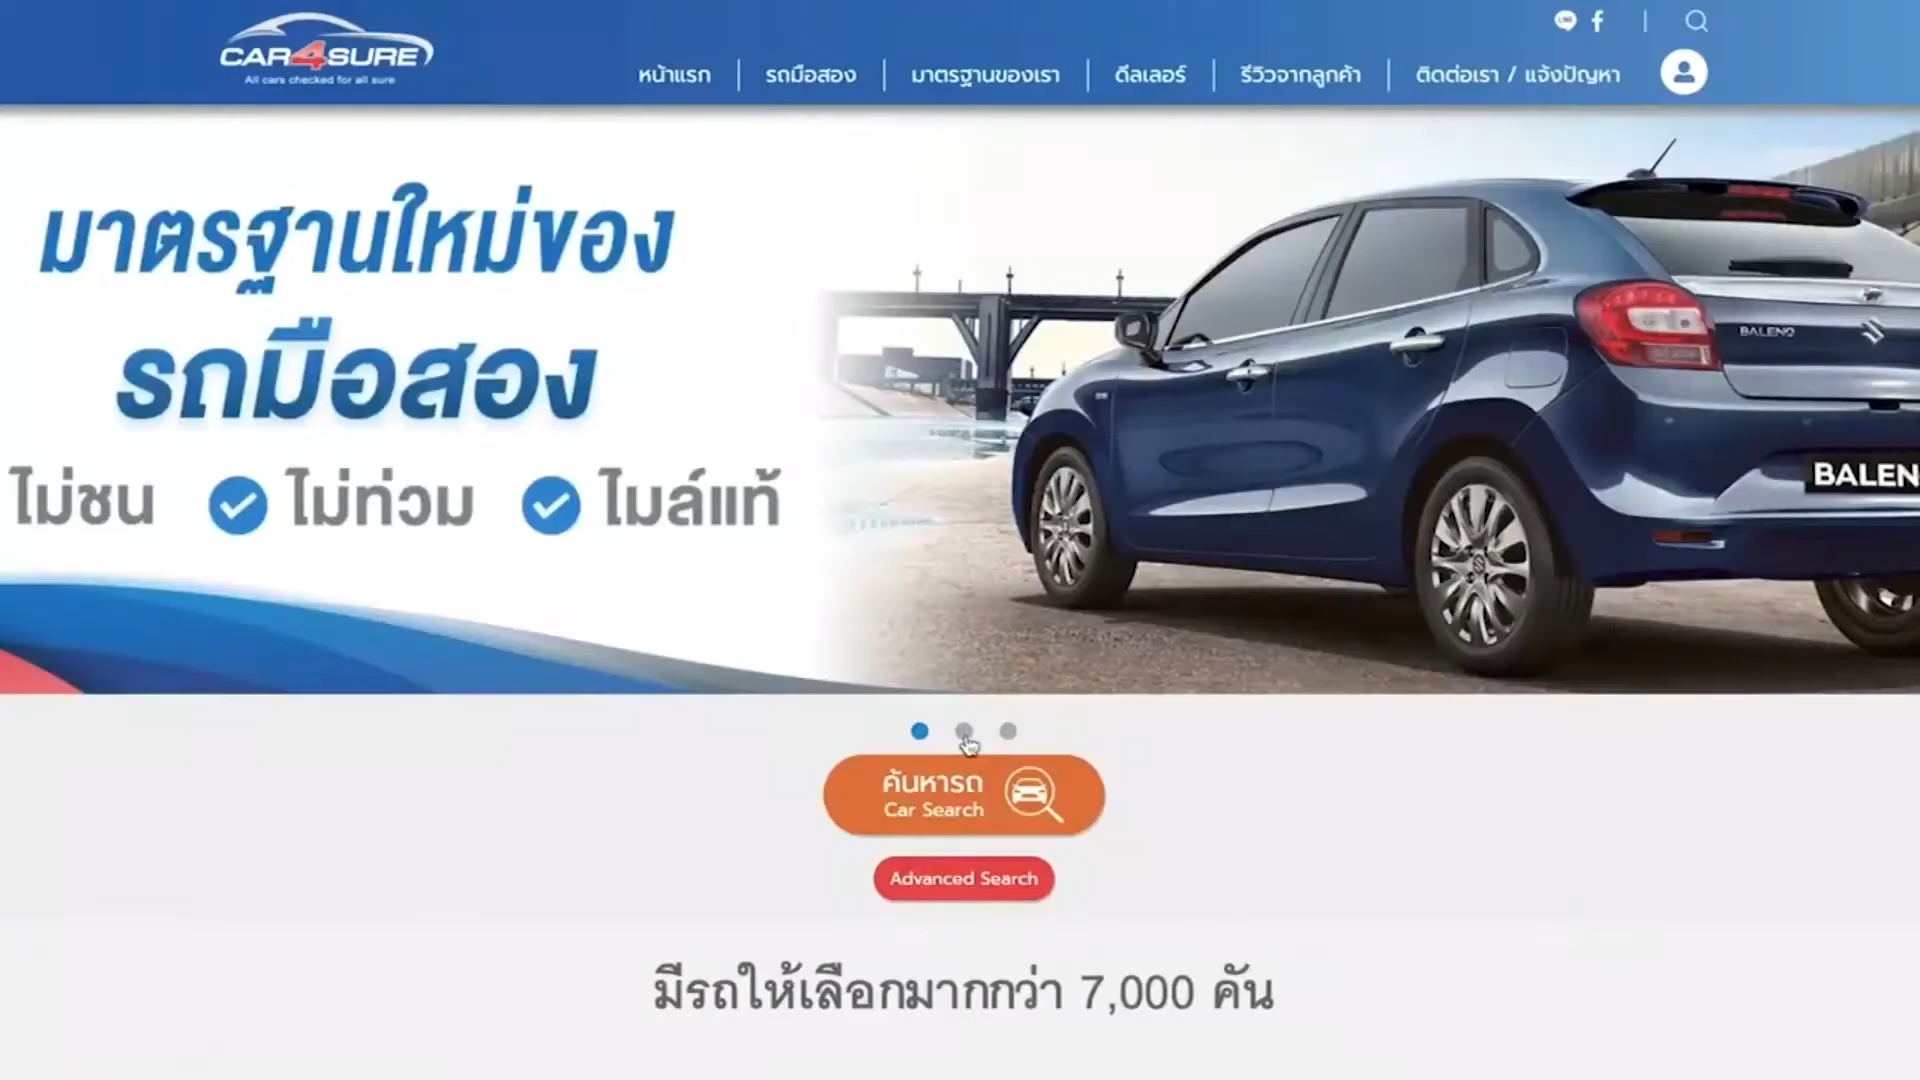 CAR4SURE
All cars checked for all sure
หน้าแรก
รถมือสอง
มาตรฐานของเรา
ดีลเลอร์
รีวิวจากลูกค้า
ติดต่อเรา / แจ้งปัญหา
มาตรฐานใหม่ของ
รถมือสอง
ไม่ชน ไม่ท่วม ไมล์แท้
BALENO
BALEN
ค้นหารถ
Car Search
Advanced Search
มีรถให้เลือกมากกว่า 7,000 คัน